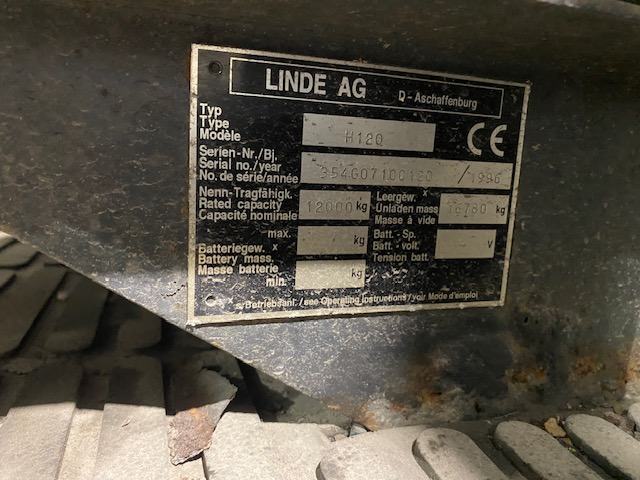 LINDE AG
D - Aschaffenburg
Typ
Type
Modèle
H120
Serien-Nr./Bj.
Serial no./year
No. de série/année
354G07100120 / 1996
Nenn-Tragfähigk.
Rated capacity
Capacité nominale
12000 kg
Leergew. x
Unladen mass
Masse à vide
16780 kg
Batteriegew. x
Battery mass.
Masse batterie
max. kg
min. kg
Batt.- Sp.
Batt.- volt.
Tension batt.
V
CE
x = Betriebsanl. / see Operating instructions / voir Mode d'emploi